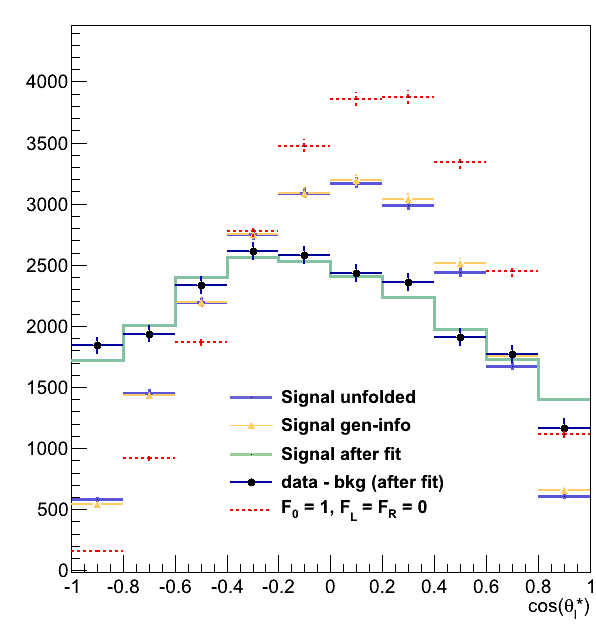 4000
3500
3000
2500
2000
1500
1000
500
0
Signal unfolded
Signal gen-info
Signal after fit
data - bkg (after fit)
F0 = 1, FL = FR = 0
-1 -0.8 -0.6 -0.4 -0.2 0 0.2 0.4 0.6 0.8 1
cos(θl*)